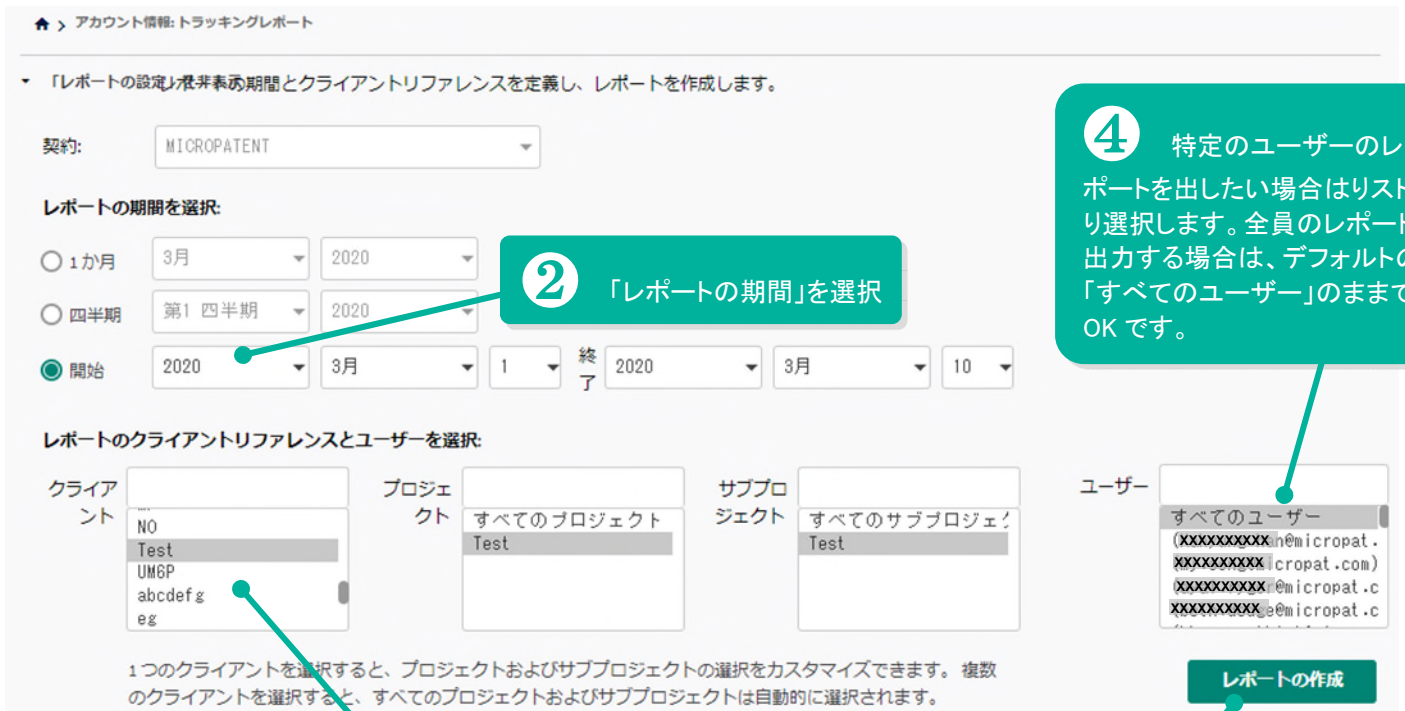 アカウント情報: トラッキングレポート
「レポートの設定」期間とクライアントリファレンスを定義し、レポートを作成します。
契約: MICROPATENT
レポートの期間を選択:
1か月 3月 2020
四半期 第1 四半期 2020
開始 2020 3月 1 終了 2020 3月 10
❷ 「レポートの期間」を選択
❹ 特定のユーザーのレ
ポートを出したい場合はリスト
り選択します。全員のレポート
出力する場合は、デフォルトの
「すべてのユーザー」のままで
OK です。
レポートのクライアントリファレンスとユーザーを選択:
クライアント
NO
Test
UM6P
abcdefg
eg
プロジェクト
すべてのプロジェクト
Test
サブプロジェクト
すべてのサブプロジェク
Test
ユーザー
すべてのユーザー
(XXXXXXXXXX h@micropat.
XXXXXXXXXX cropat.com)
XXXXXXXXXX @micropat.c
XXXXXXXXXX e@micropat.c
1つのクライアントを選択すると、プロジェクトおよびサブプロジェクトの選択をカスタマイズできます。 複数
のクライアントを選択すると、すべてのプロジェクトおよびサブプロジェクトは自動的に選択されます。
レポートの作成